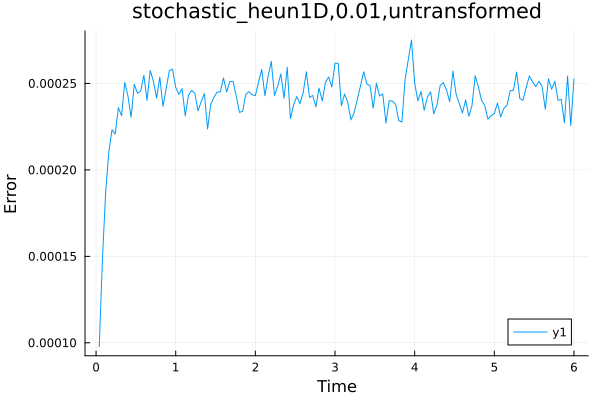 stochastic_heun1D,0.01,untransformed
Error
0.00025
0.00020
0.00015
0.00010
y1
0 1 2 3 4 5 6
Time